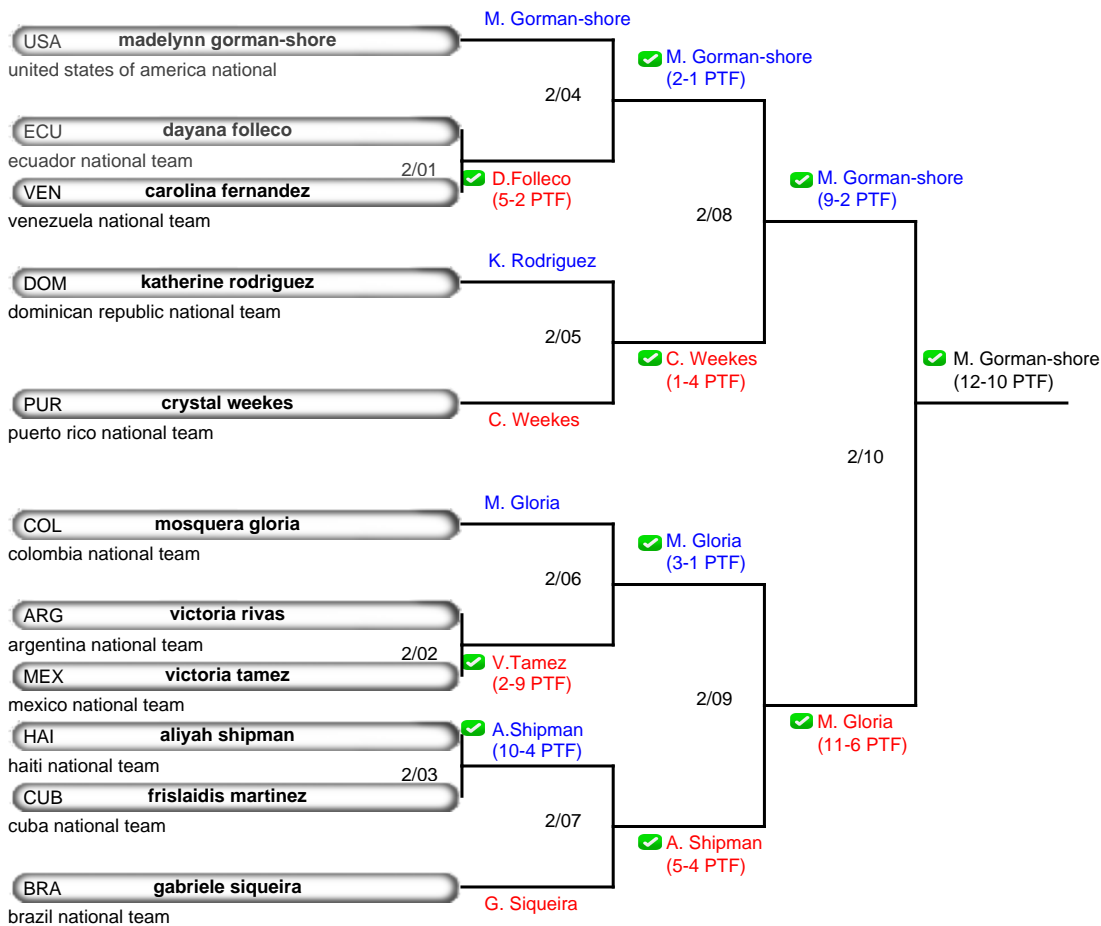 M. Gorman-shore
USA madelynn gorman-shore
united states of america national
M. Gorman-shore
(2-1 PTF)
2/04
ECU dayana folleco
ecuador national team
2/01
VEN carolina fernandez
venezuela national team
D.Folleco
(5-2 PTF)
M. Gorman-shore
(9-2 PTF)
2/08
K. Rodriguez
DOM katherine rodriguez
dominican republic national team
2/05
C. Weekes
(1-4 PTF)
PUR crystal weekes
puerto rico national team
C. Weekes
M. Gorman-shore
(12-10 PTF)
2/10
M. Gloria
COL mosquera gloria
colombia national team
M. Gloria
(3-1 PTF)
2/06
ARG victoria rivas
argentina national team
2/02
MEX victoria tamez
mexico national team
V.Tamez
(2-9 PTF)
2/09
HAI aliyah shipman
haiti national team
A.Shipman
(10-4 PTF)
2/03
CUB frislaidis martinez
cuba national team
M. Gloria
(11-6 PTF)
2/07
A. Shipman
(5-4 PTF)
BRA gabriele siqueira
brazil national team
G. Siqueira